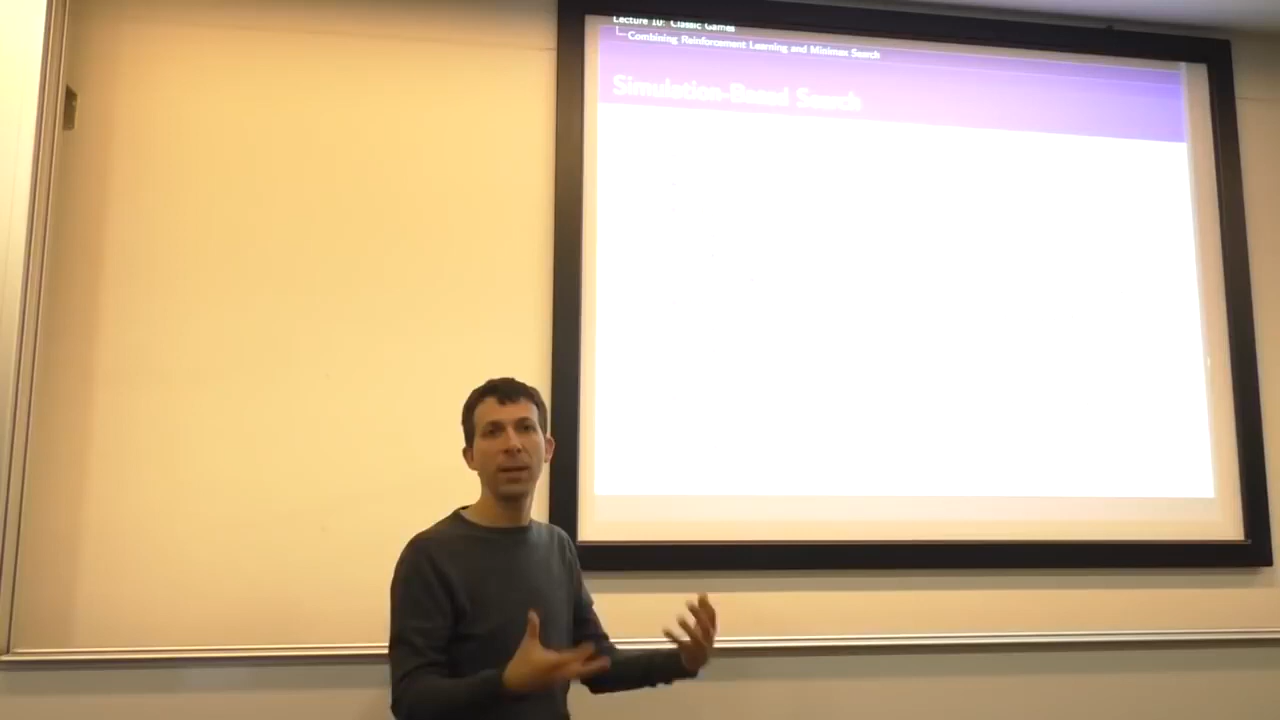 Lecture 10: Classic Games
Combining Reinforcement Learning and Minimax Search
Simulation-Based Search